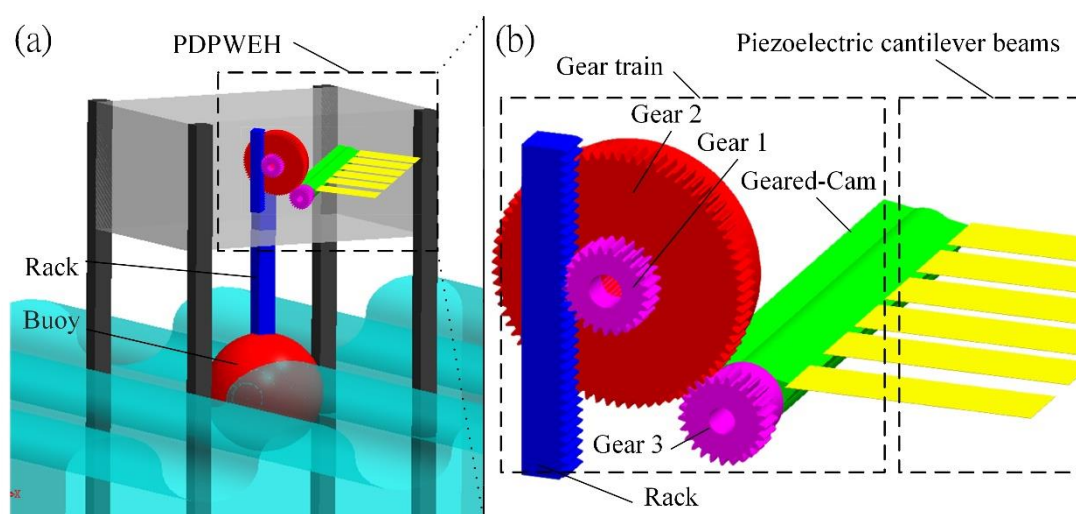 (a)
PDPWEH
Rack
Buoy
X
(b)
Piezoelectric cantilever beams
Gear train
Gear 2
Gear 1
Geared-Cam
Gear 3
Rack